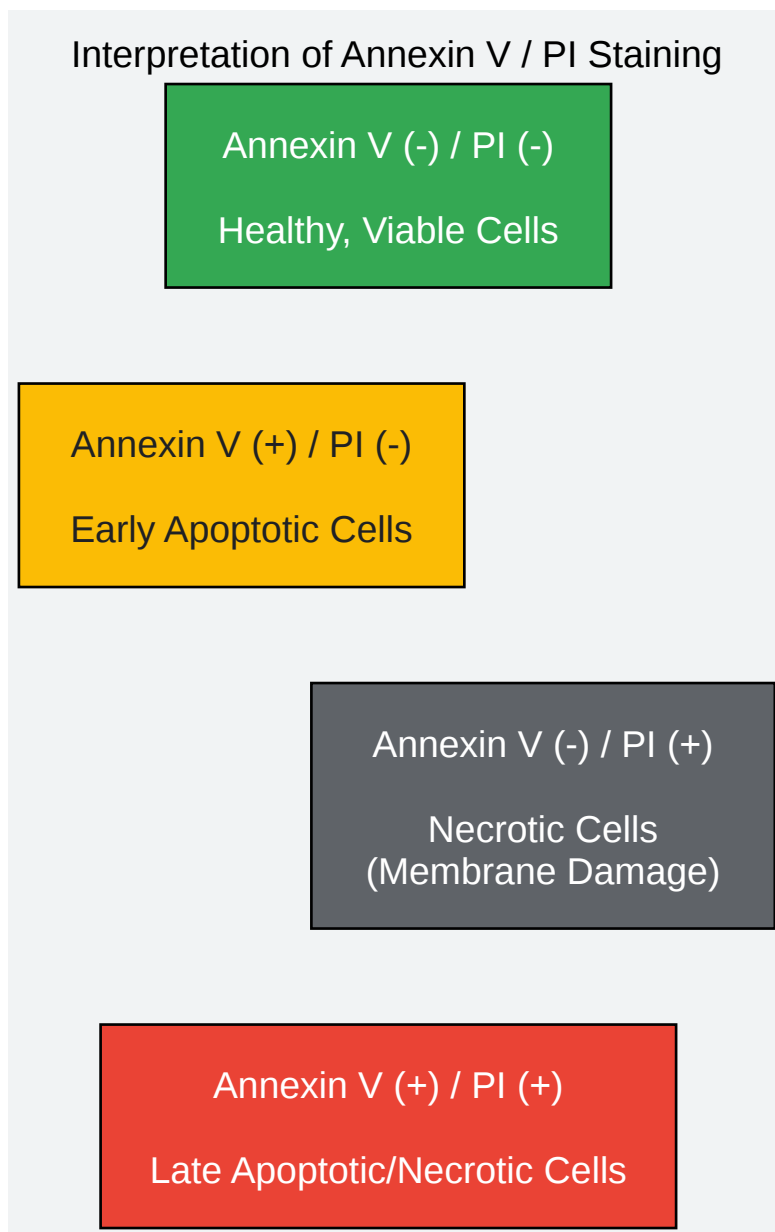 Interpretation of Annexin V / PI Staining
Annexin V (-) / PI (-)
Healthy, Viable Cells
Annexin V (+) / PI (-)
Early Apoptotic Cells
Annexin V (-) / PI (+)
Necrotic Cells
(Membrane Damage)
Annexin V (+) / PI (+)
Late Apoptotic/Necrotic Cells